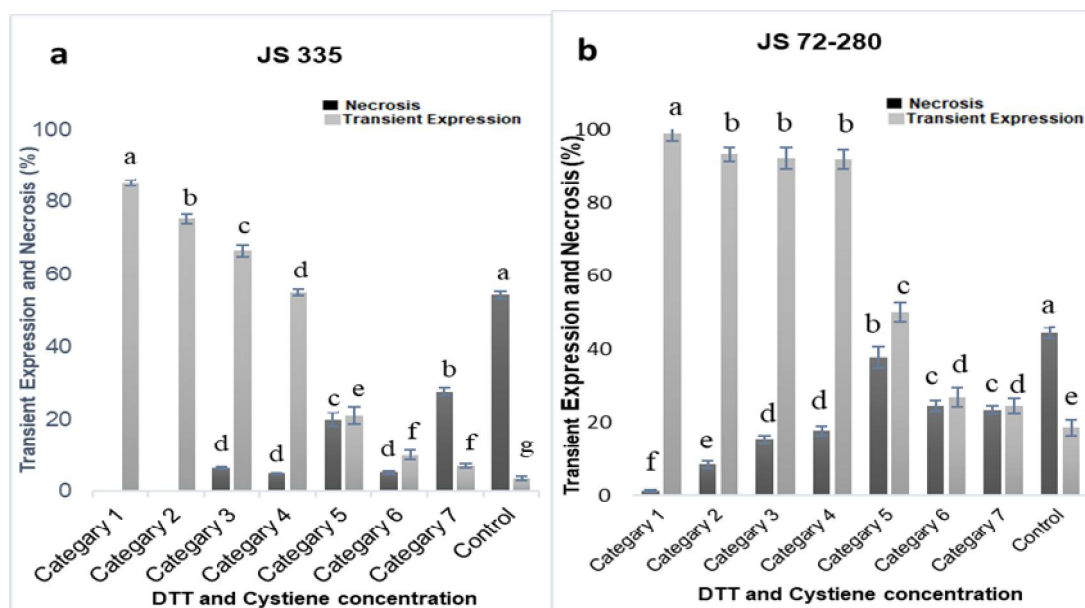 a
JS 335
Necrosis
Transient Expression
Transient Expression and Necrosis (%)
100
80
60
40
20
0
a
b
c
d
d
d
c
e
d
f
b
f
a
g
Categary 1
Categary 2
Categary 3
Categary 4
Categary 5
Categary 6
Categary 7
Control
DTT and Cystiene concentration
b
JS 72-280
Necrosis
Transient Expression
Transient Expression and Necrosis (%)
100
80
60
40
20
0
f
a
e
b
d
b
d
b
b
c
c
d
c
d
a
e
Categary 1
Categary 2
Categary 3
Categary 4
Categary 5
Categary 6
Categary 7
Control
DTT and Cystiene concentration